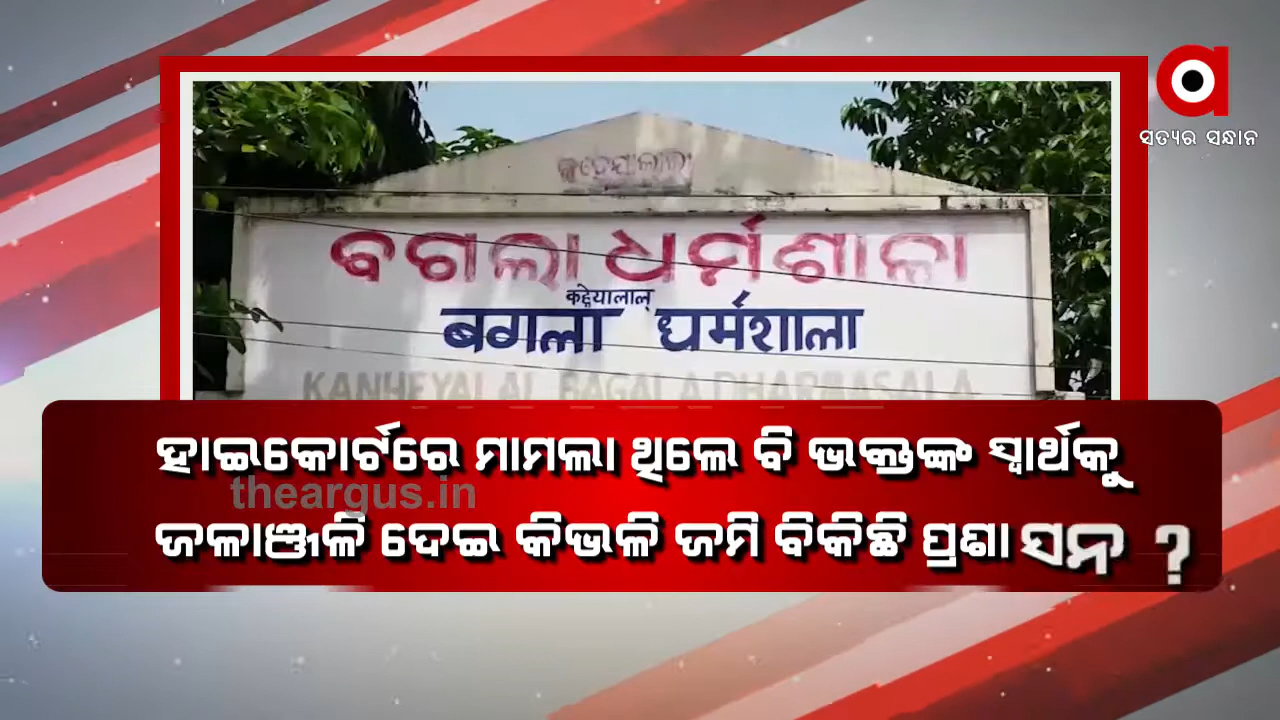 ସତ୍ୟର ସନ୍ଧାନ
ବଗଲା ଧର୍ମଶାଳା
कन्हैयालाल्
बगला धर्मशाला
KANHEYALAL BAGALA DHARMASALA
ହାଇକୋର୍ଟରେ ମାମଲା ଥିଲେ ବି ଭକ୍ତଙ୍କ ସ୍ୱାର୍ଥକୁ
theargus.in
ଜଳାଞ୍ଜଳି ଦେଇ କିଭଳି ଜମି ବିକିଛି ପ୍ରଶାସନ ?